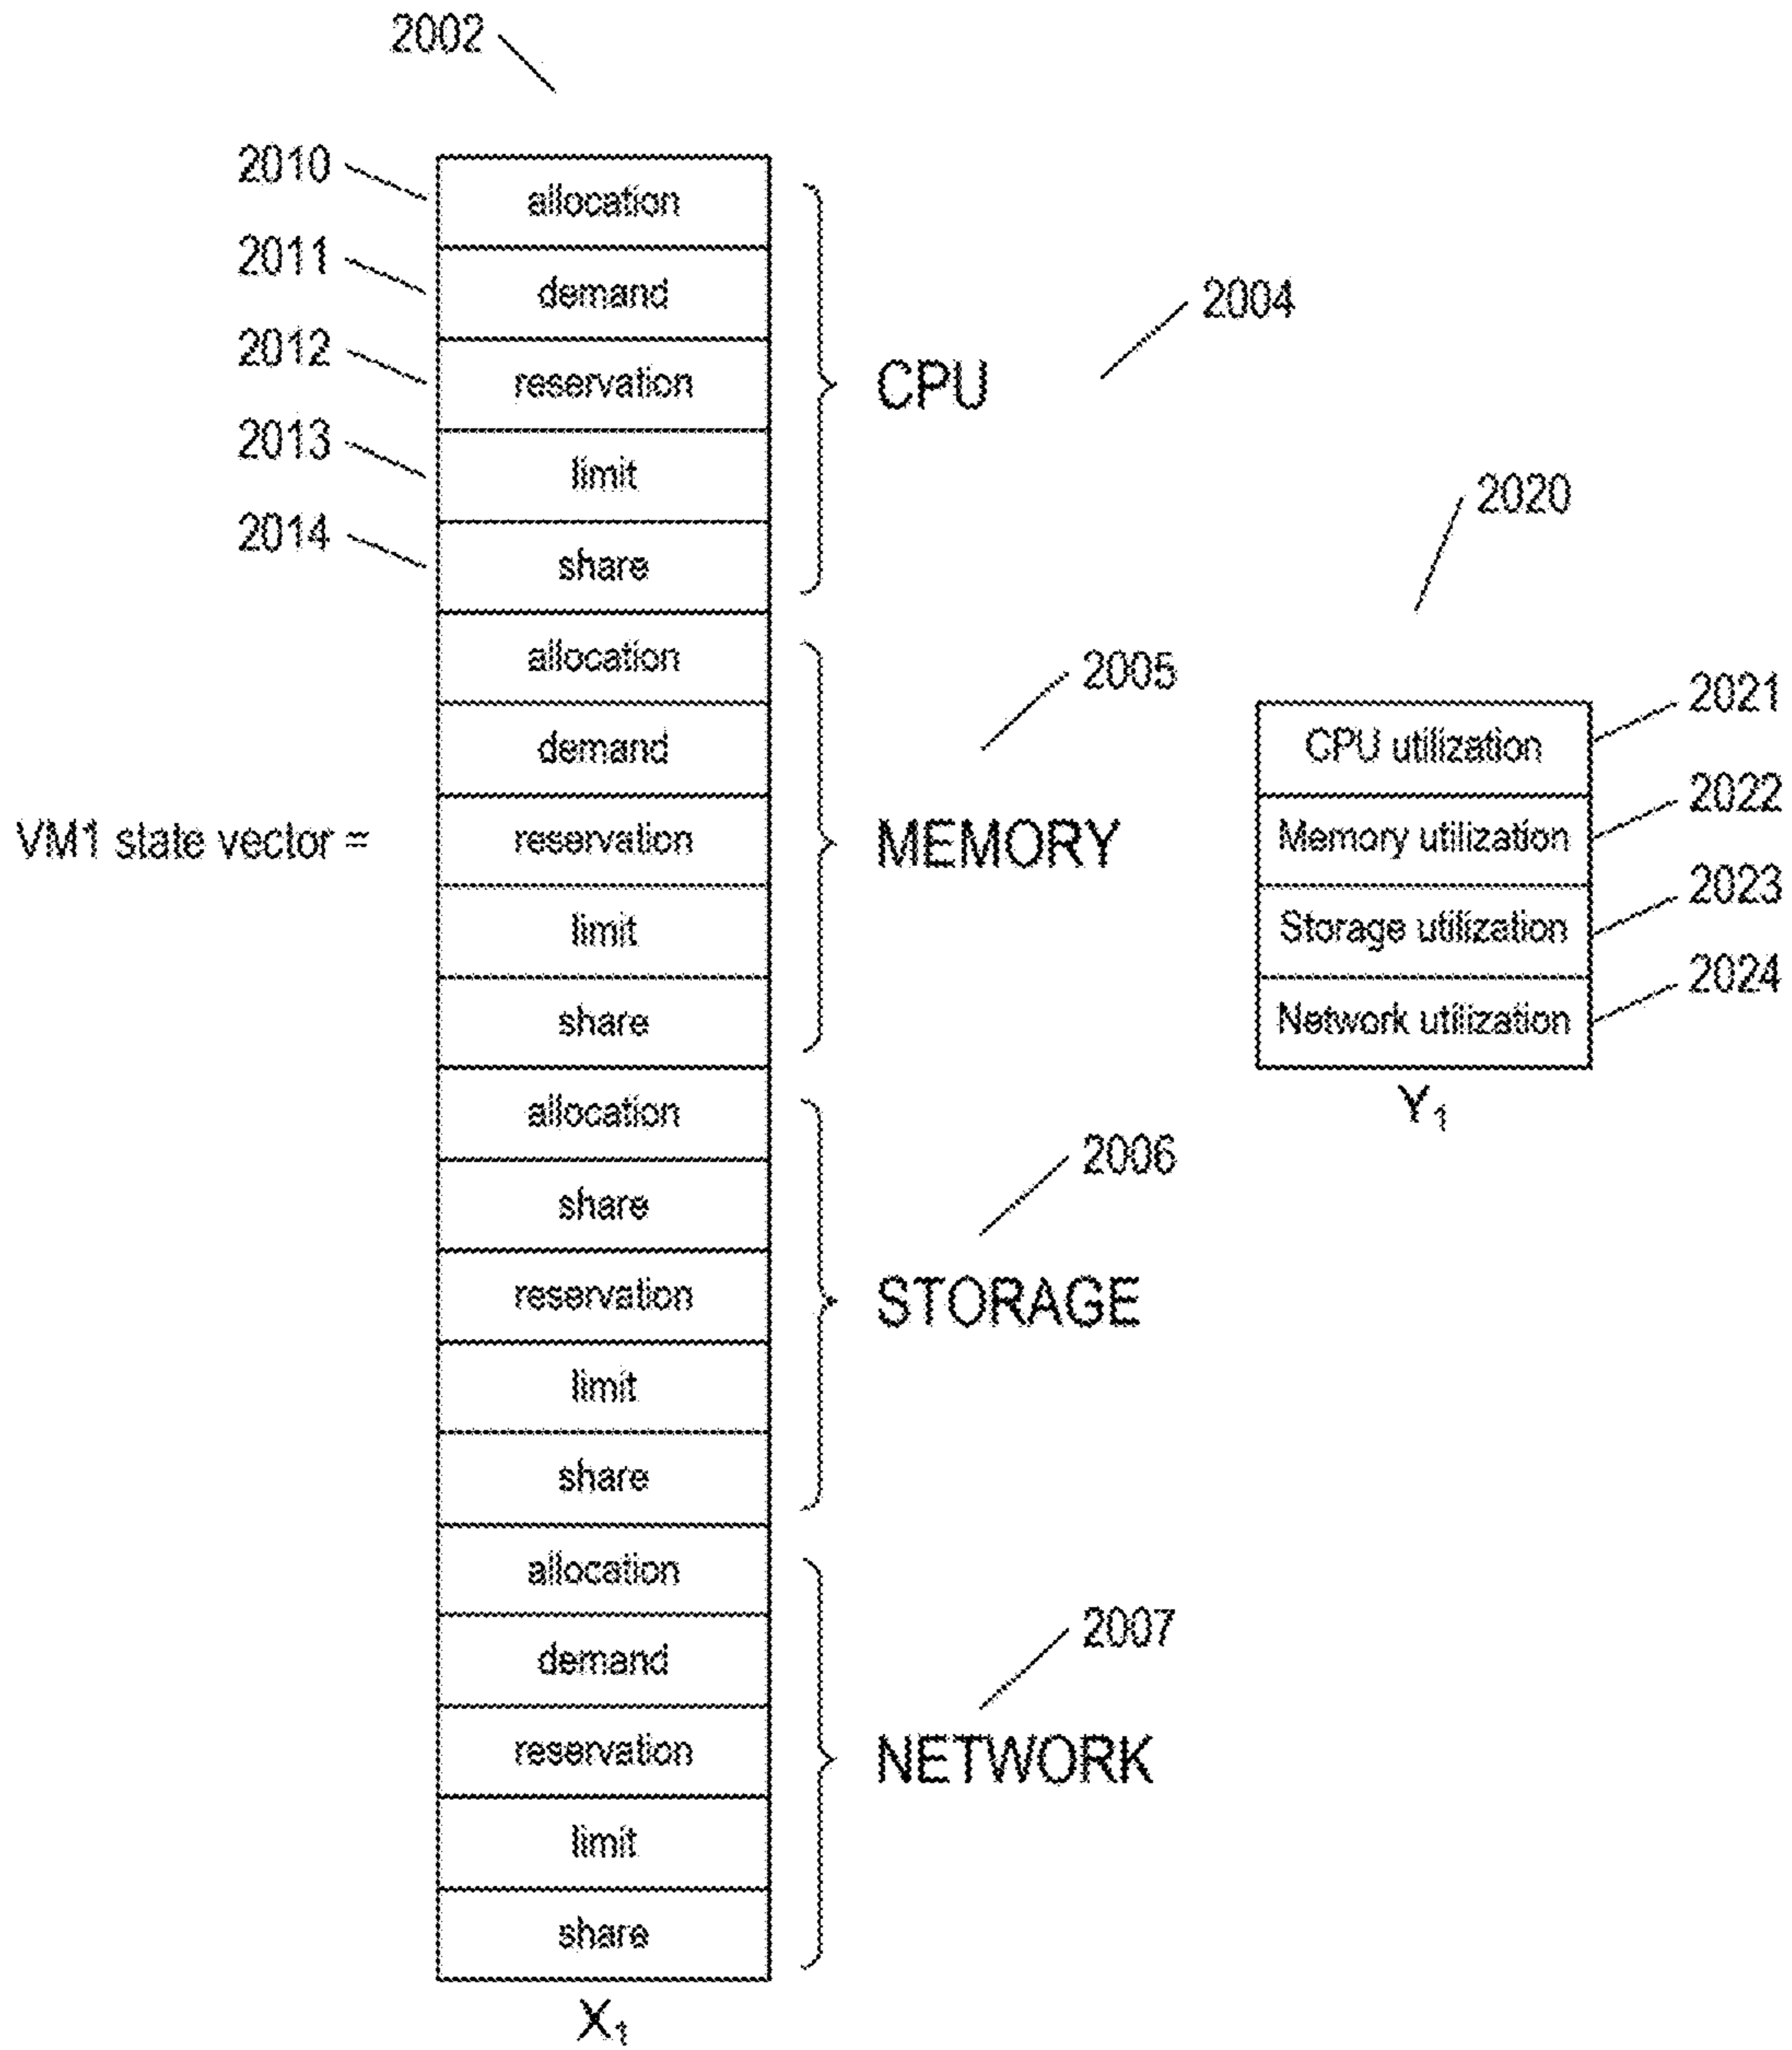 2002
2010
allocation
2011
demand
2004
2012
reservation
CPU
2013
limit
2020
2014
share
allocation
2005
2021
demand
CPU utilization
2022
VM1 state vector =
reservation
MEMORY
Memory utilization
2023
limit
Storage utilization
2024
share
Network utilization
allocation
Y1
2006
share
reservation
STORAGE
limit
share
allocation
2007
demand
reservation
NETWORK
limit
share
X1